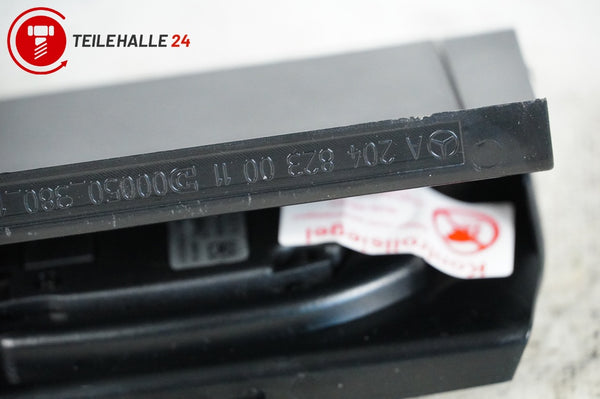 TEILEHALLE 24
A 204 823 00 11 00050 380
Kontrollsiegel